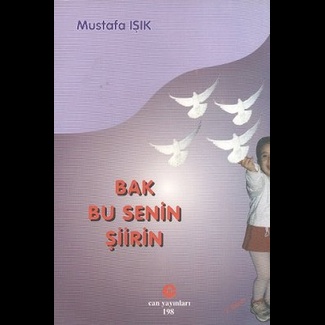 Mustafa IŞIK
BAK
BU SENİN
ŞİİRİN
can yayınları
198